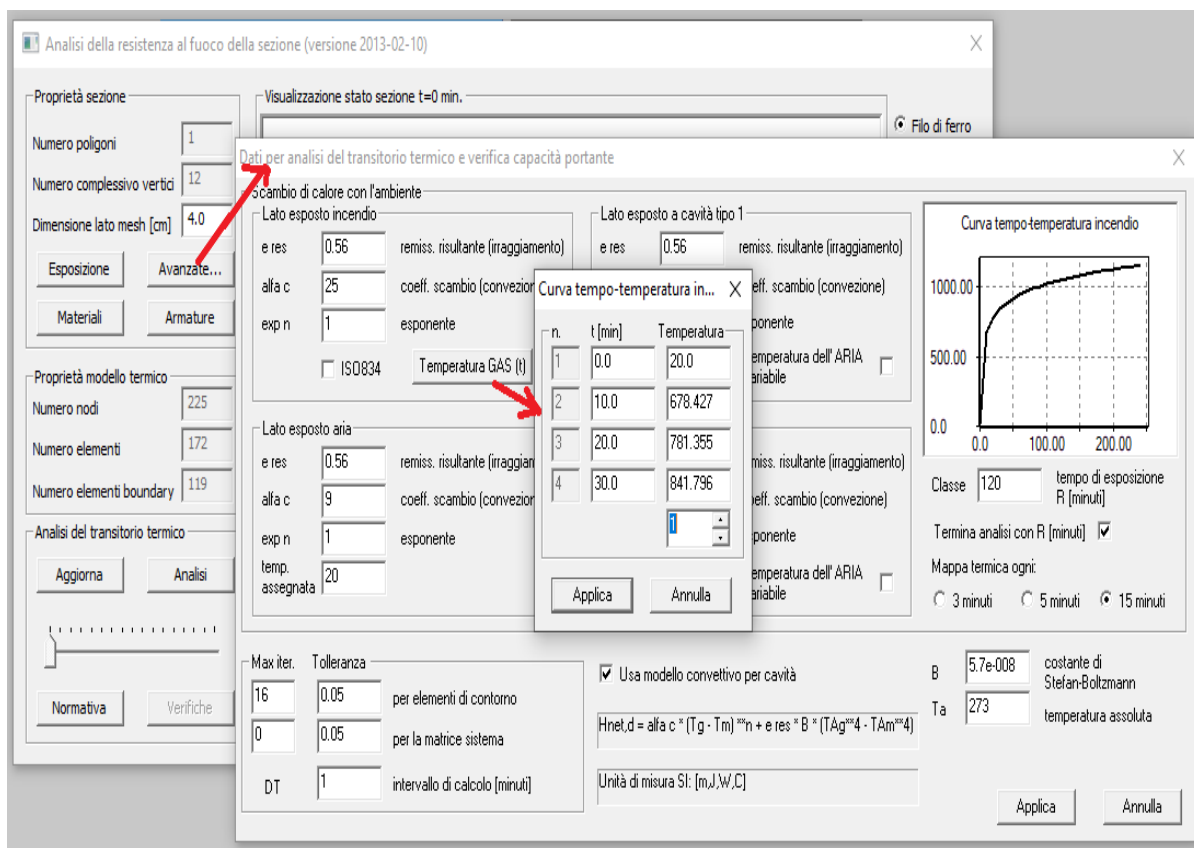 Analisi della resistenza al fuoco della sezione (versione 2013-02-10)
Proprietà sezione
Numero poligoni 1
Numero complessivo vertici 12
Dimensione lato mesh [cm] 4.0
Esposizione Avanzate...
Materiali Armature
Proprietà modello termico
Numero nodi 225
Numero elementi 172
Numero elementi boundary 119
Analisi del transitorio termico
Aggiorna Analisi
Normativa Verifiche
Visualizzazione stato sezione t=0 min.
Filo di ferro
Dati per analisi del transitorio termico e verifica capacità portante
Scambio di calore con l'ambiente
Lato esposto incendio
e res 0.56 remiss. risultante (irraggiamento)
alfa c 25 coeff. scambio (convezion
exp n 1 esponente
ISO834 Temperatura GAS (t)
Lato esposto a cavità tipo 1
e res 0.56 remiss. risultante (irraggiamento)
eff. scambio (convezione)
ponente
emperatura dell' ARIA
ariabile
Lato esposto aria
e res 0.56 remiss. risultante (irraggian
alfa c 9 coeff. scambio (convezion
exp n 1 esponente
temp.
assegnata 20
miss. risultante (irraggiamento)
eff. scambio (convezione)
ponente
emperatura dell' ARIA
ariabile
Curva tempo-temperatura in...
n. t [min] Temperatura
1 0.0 20.0
2 10.0 678.427
3 20.0 781.355
4 30.0 841.796
1
Applica Annulla
Curva tempo-temperatura incendio
1000.00
500.00
0.0
0.0 100.00 200.00
Classe 120 tempo di esposizione
R [minuti]
Termina analisi con R [minuti]
Mappa termica ogni:
3 minuti 5 minuti 15 minuti
Max iter. Tolleranza
16 0.05 per elementi di contorno
0 0.05 per la matrice sistema
DT 1 intervallo di calcolo [minuti]
Usa modello convettivo per cavità
Hnet,d = alfa c * (Tg - Tm) **n + e res * B * (TAg**4 - TAm**4)
Unità di misura SI: [m,J,W,C]
B 5.7e-008 costante di
Stefan-Boltzmann
Ta 273 temperatura assoluta
Applica Annulla